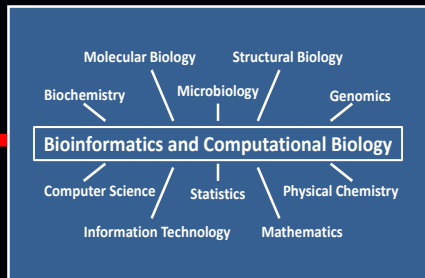 Molecular Biology Structural Biology
Biochemistry Microbiology Genomics
Bioinformatics and Computational Biology
Computer Science Statistics Physical Chemistry
Information Technology Mathematics